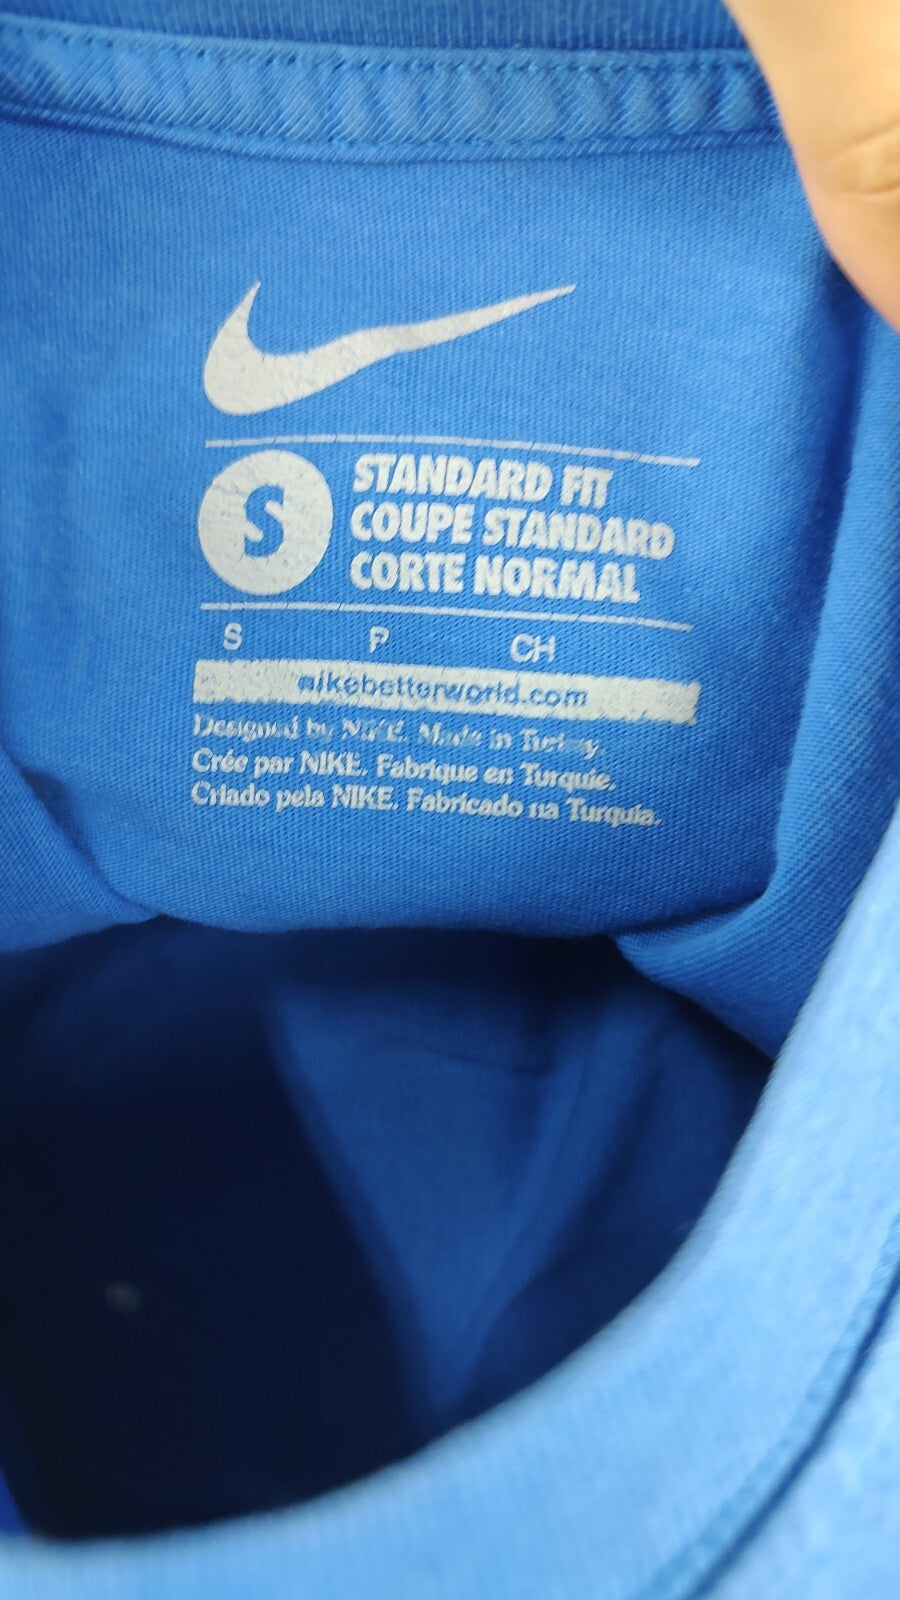 S
STANDARD FIT
COUPE STANDARD
CORTE NORMAL
S P CH
nikebetterworld.com
Designed by NIKE. Made in Turkey.
Crée par NIKE. Fabrique en Turquie.
Criado pela NIKE. Fabricado na Turquia.